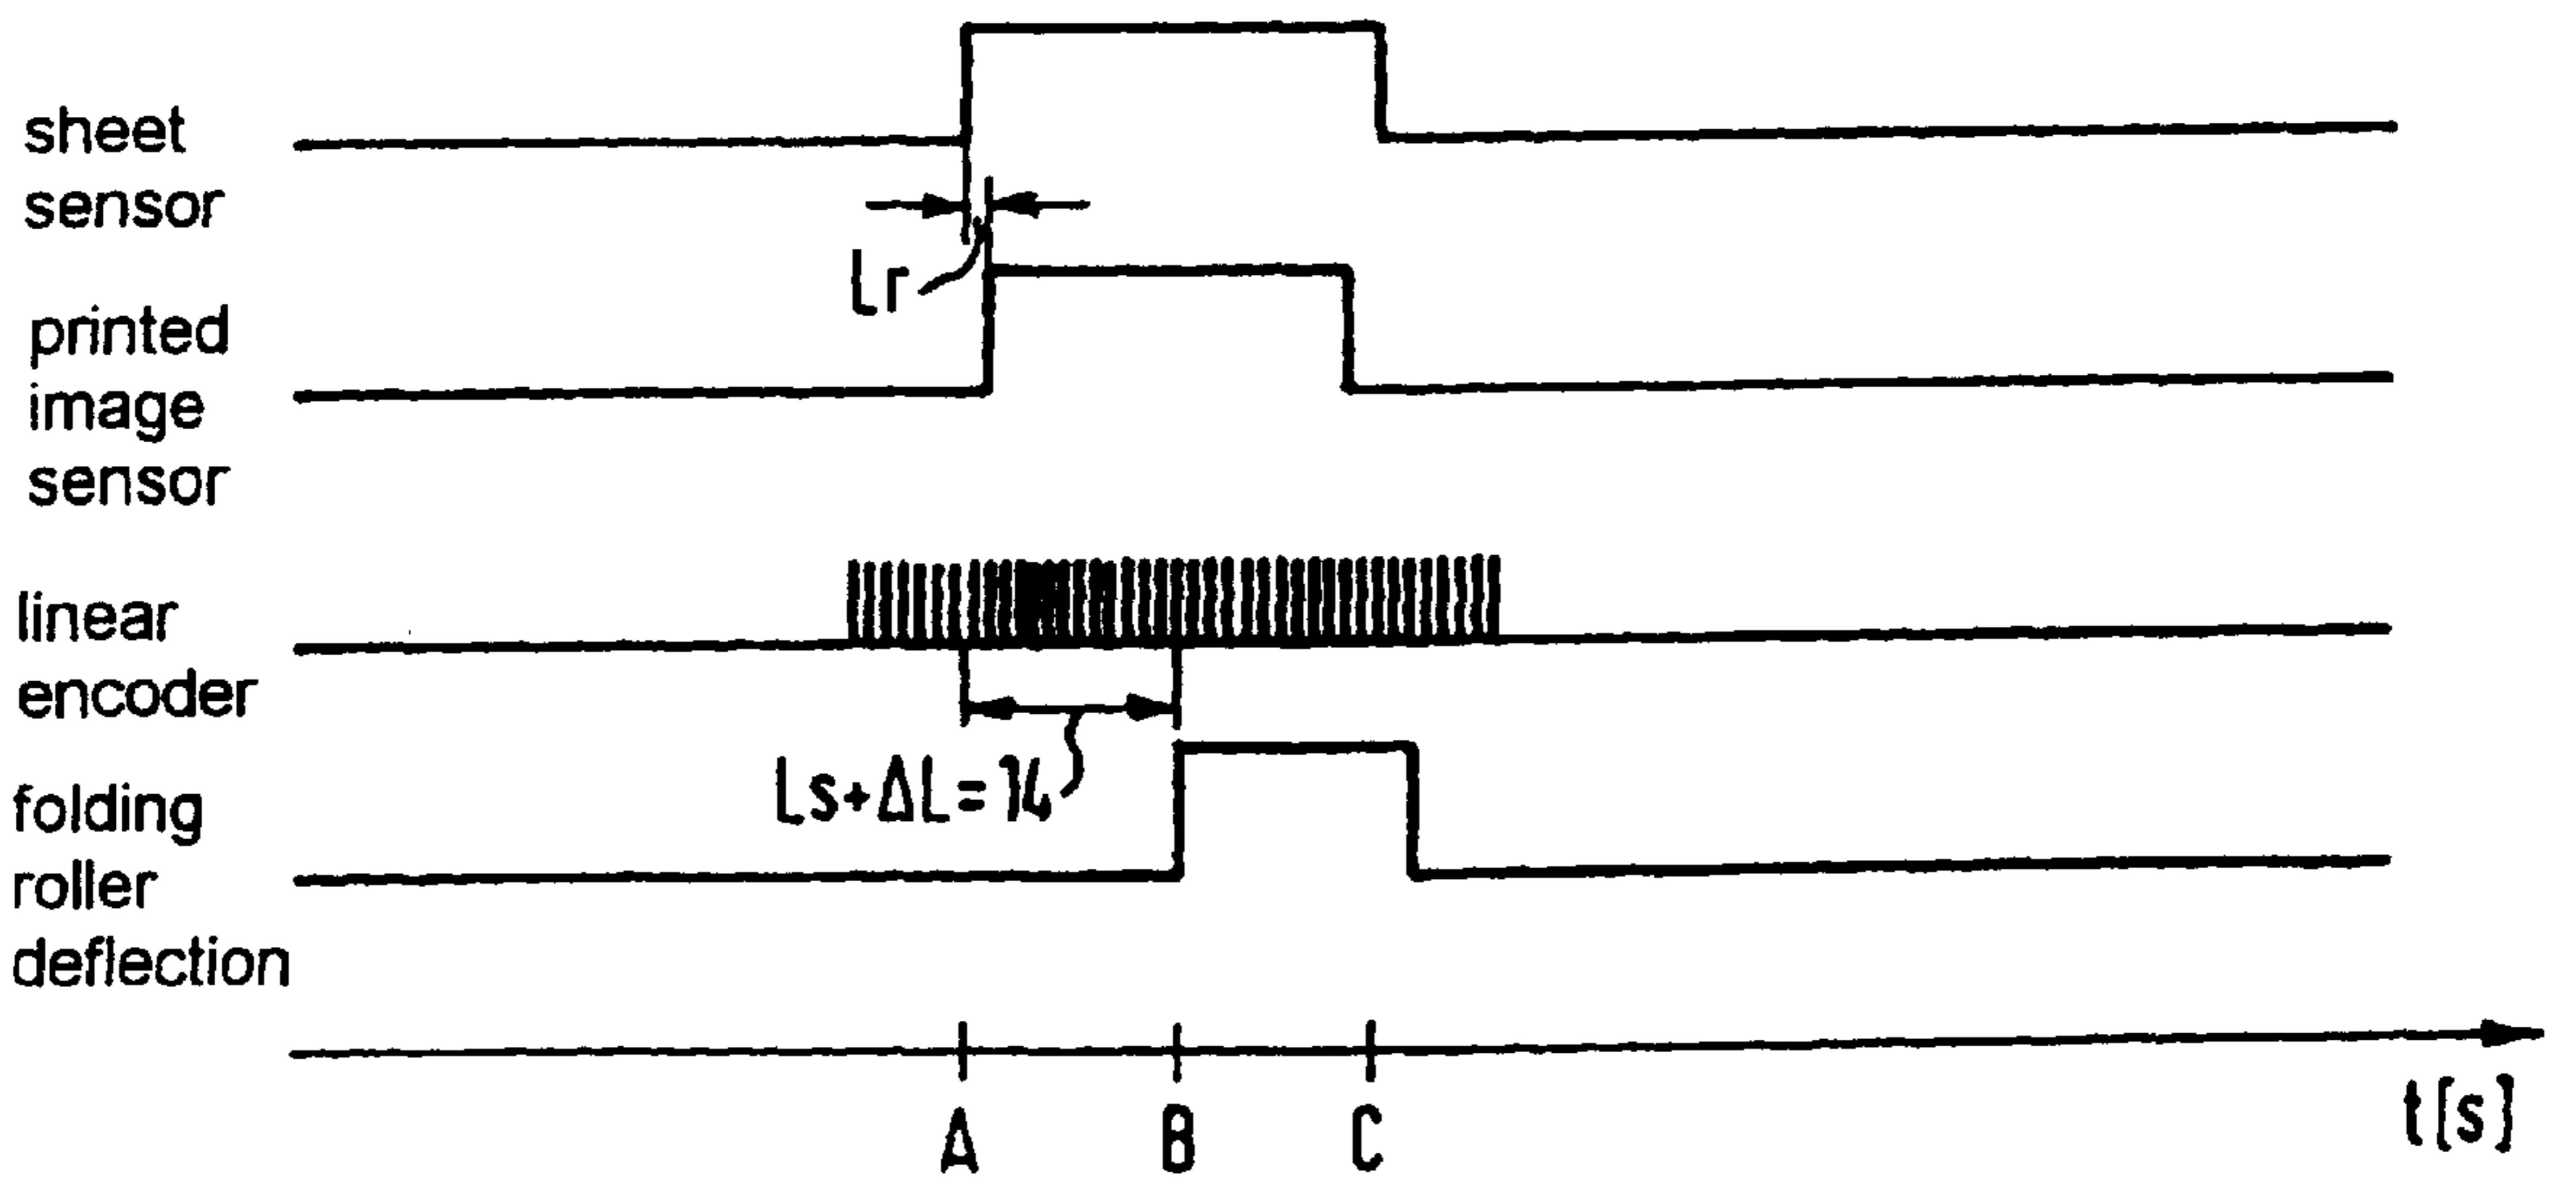 sheet
sensor
Lr
printed
image
sensor
linear
encoder
Ls+ΔL=14
folding
roller
deflection
A B C
t[s]